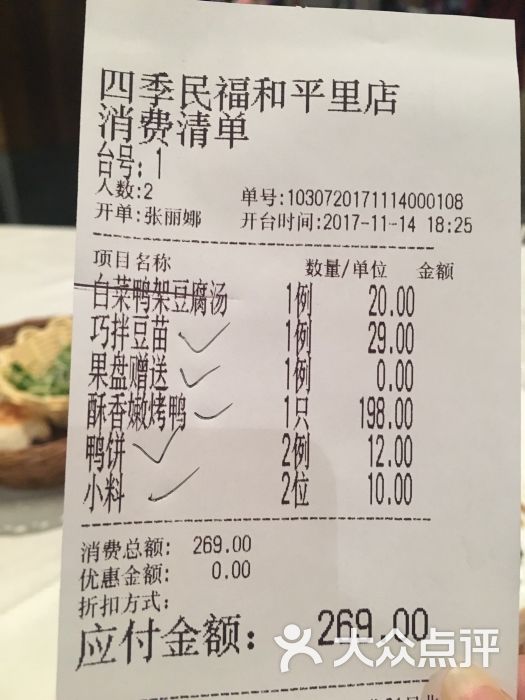 四季民福和平里店
消费清单
台号: 1
人数:2 单号:1030720171114000108
开单:张丽娜 开台时间:2017-11-14 18:25
项目名称 数量/单位 金额
白菜鸭架豆腐汤 1例 20.00
巧拌豆苗 1例 29.00
果盘赠送 1例 0.00
酥香嫩烤鸭 1只 198.00
鸭饼 2例 12.00
小料 2位 10.00
消费总额: 269.00
优惠金额: 0.00
折扣方式:
应付金额: 269.00
大众点评